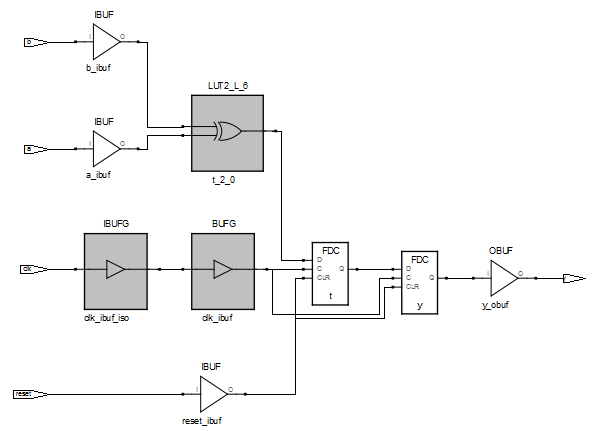 IBUF
b
I
O
b_ibuf
LUT2_L_6
IBUF
a
I
O
a_ibuf
t_2_0
IBUFG
BUFG
clk
clk_ibuf_iso
clk_ibuf
FDC
D
C
CLR
Q
t
FDC
D
C
CLR
Q
y
OBUF
I
O
y_obuf
IBUF
reset
I
O
reset_ibuf